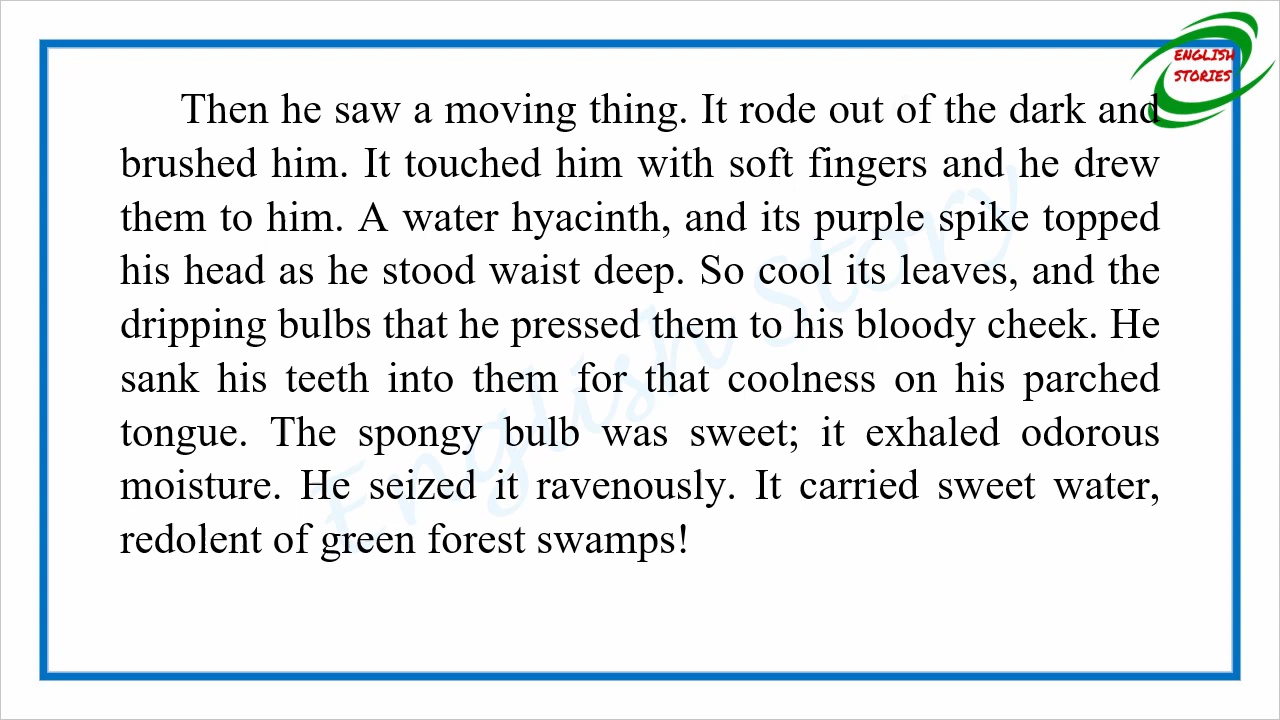 ENGLISH
STORIES
Then he saw a moving thing. It rode out of the dark and
brushed him. It touched him with soft fingers and he drew
them to him. A water hyacinth, and its purple spike topped
his head as he stood waist deep. So cool its leaves, and the
dripping bulbs that he pressed them to his bloody cheek. He
sank his teeth into them for that coolness on his parched
tongue. The spongy bulb was sweet; it exhaled odorous
moisture. He seized it ravenously. It carried sweet water,
redolent of green forest swamps!
English Story